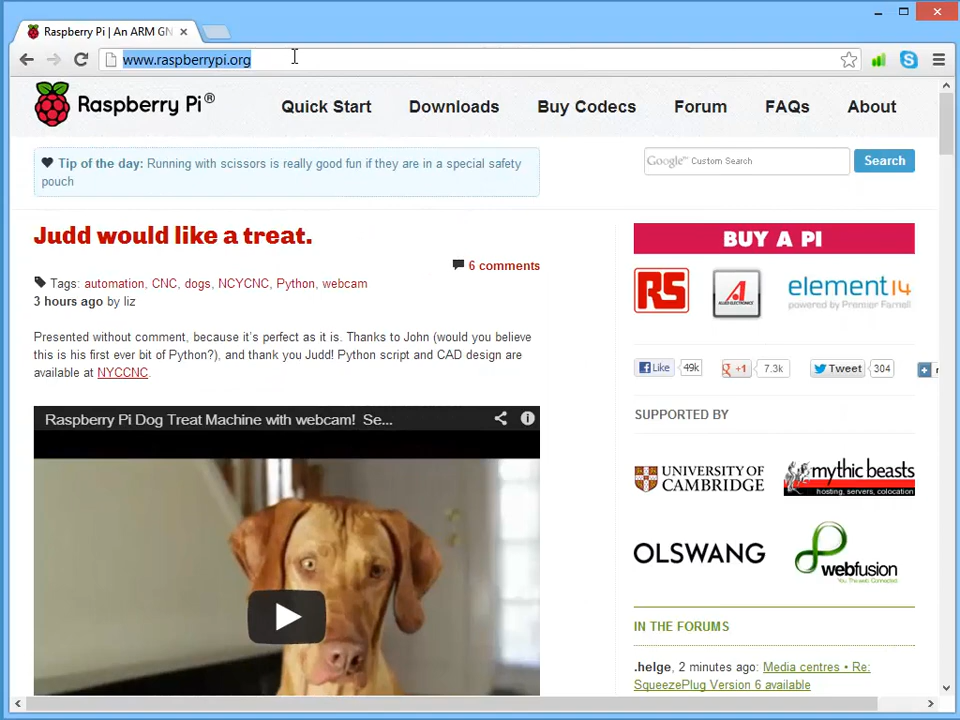 Raspberry Pi | An ARM GN
www.raspberrypi.org
Raspberry Pi®
Quick Start
Downloads
Buy Codecs
Forum
FAQs
About
Tip of the day: Running with scissors is really good fun if they are in a special safety
pouch
Google™ Custom Search
Search
Judd would like a treat.
6 comments
Tags: automation, CNC, dogs, NCYCNC, Python, webcam
3 hours ago by liz
Presented without comment, because it's perfect as it is. Thanks to John (would you believe
this is his first ever bit of Python?), and thank you Judd! Python script and CAD design are
available at NYCCNC.
Raspberry Pi Dog Treat Machine with webcam! Se...
BUY A PI
RS
ALLIED ELECTRONICS
element14
powered by Premier Farnell
Like
49k
+1
7.3k
Tweet
304
SUPPORTED BY
UNIVERSITY OF
CAMBRIDGE
mythic beasts
hosting, servers, colocation
OLSWANG
webfusion
You. The web. Connected.
IN THE FORUMS
.helge, 2 minutes ago: Media centres • Re:
SqueezePlug Version 6 available